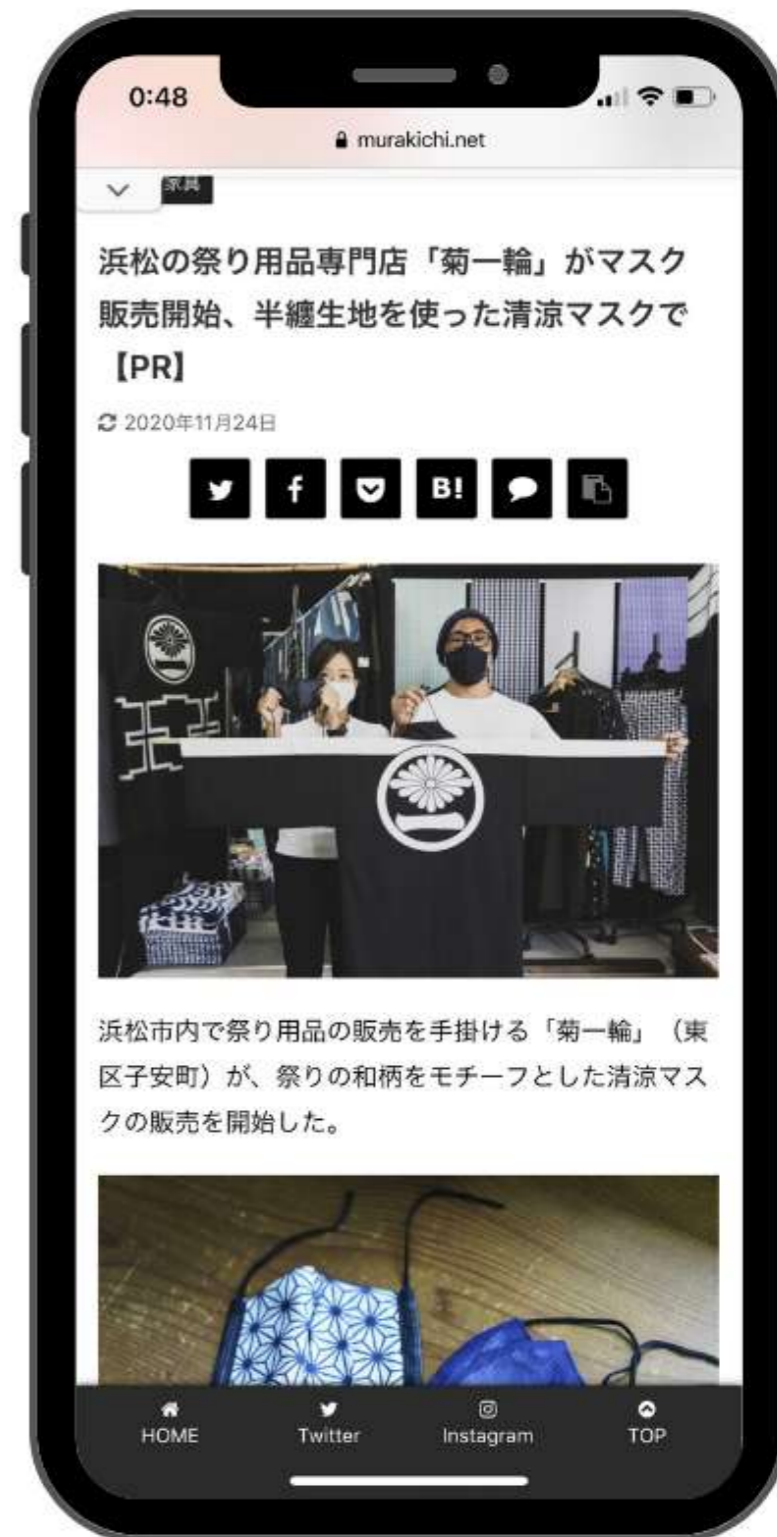 0:48
murakichi.net
家具
浜松の祭り用品専門店「菊一輪」がマスク
販売開始、半纏生地を使った清涼マスクで
【PR】
2020年11月24日
B!
浜松市内で祭り用品の販売を手掛ける「菊一輪」（東
区子安町）が、祭りの和柄をモチーフとした清涼マス
クの販売を開始した。
HOME Twitter Instagram TOP